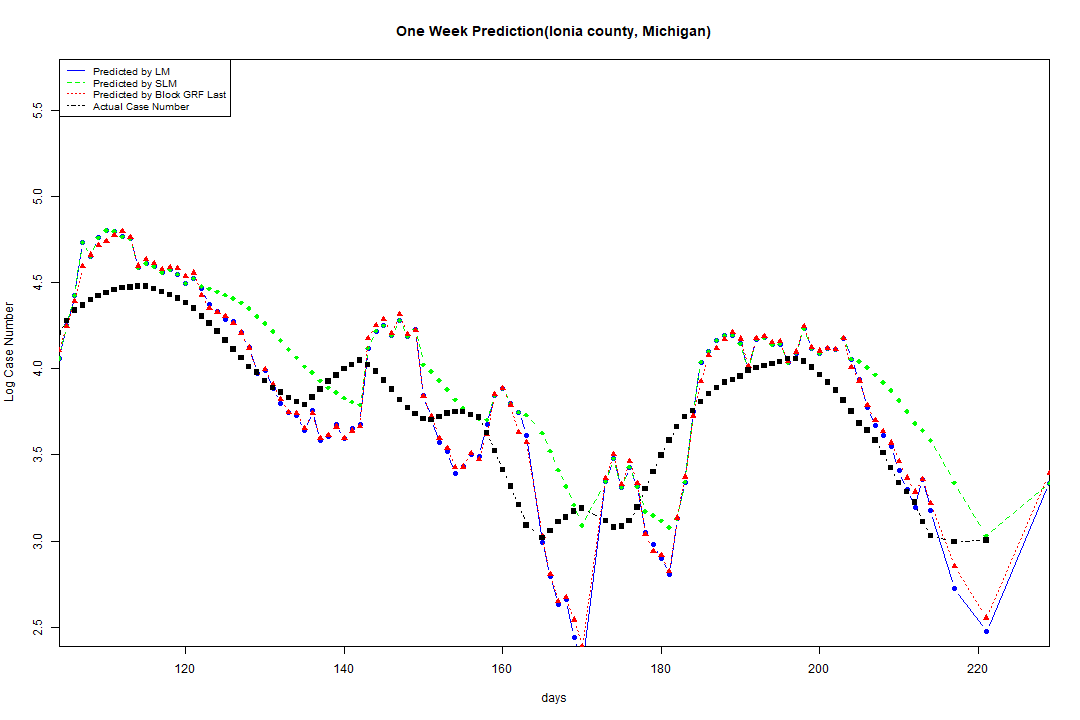 One Week Prediction(Ionia county, Michigan)
Predicted by LM
Predicted by SLM
Predicted by Block GRF Last
Actual Case Number
Log Case Number
5.5
5.0
4.5
4.0
3.5
3.0
2.5
120 140 160 180 200 220
days